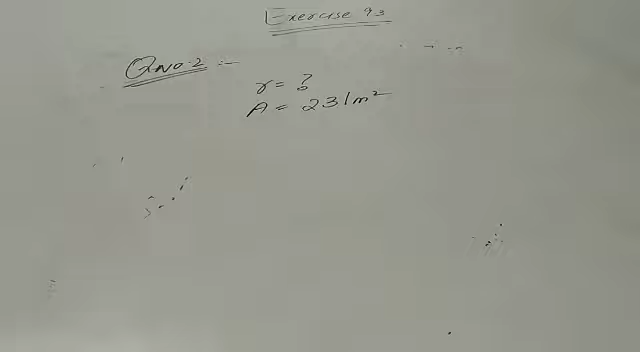 Exercise 9.3
Q No-2 :-
r = ?
A = 231 m²